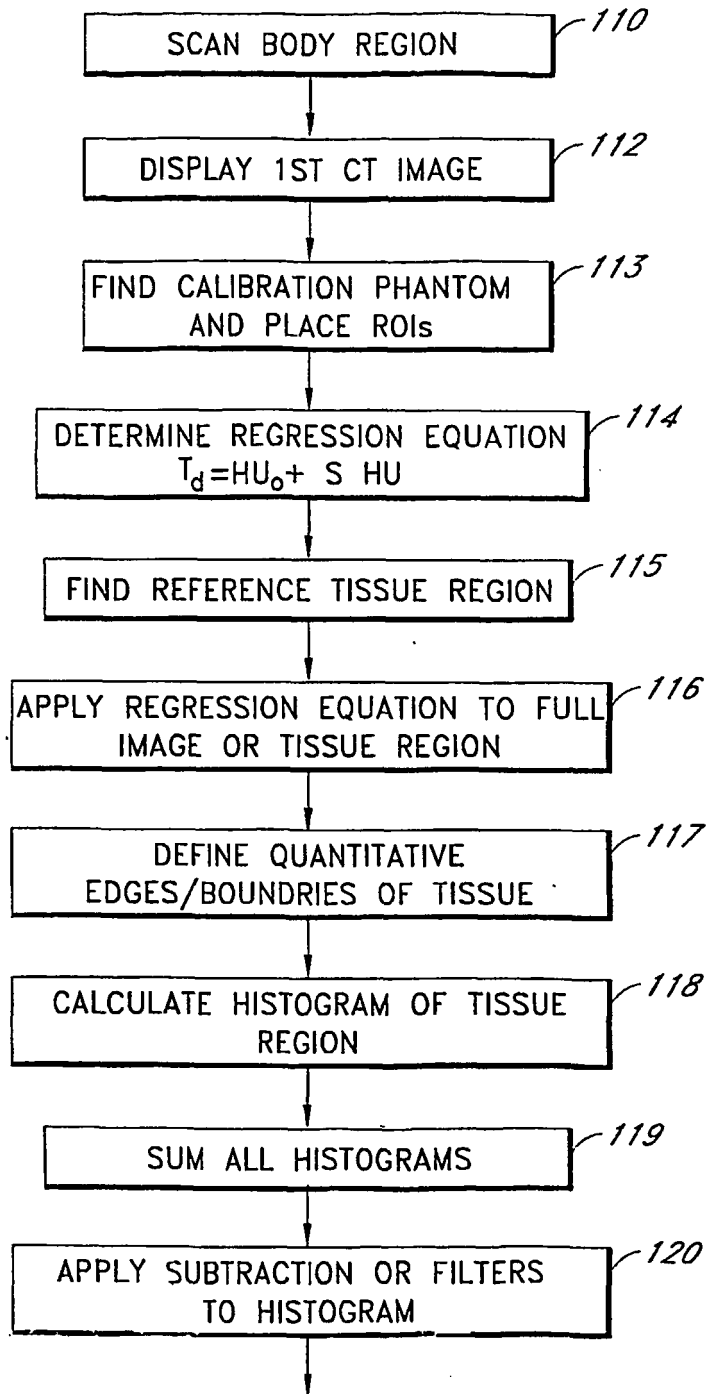 110
SCAN BODY REGION
112
DISPLAY 1ST CT IMAGE
113
FIND CALIBRATION PHANTOM
AND PLACE ROIs
114
DETERMINE REGRESSION EQUATION
T_d=HU_o+ S HU
115
FIND REFERENCE TISSUE REGION
116
APPLY REGRESSION EQUATION TO FULL
IMAGE OR TISSUE REGION
117
DEFINE QUANTITATIVE
EDGES/BOUNDRIES OF TISSUE
118
CALCULATE HISTOGRAM OF TISSUE
REGION
119
SUM ALL HISTOGRAMS
120
APPLY SUBTRACTION OR FILTERS
TO HISTOGRAM